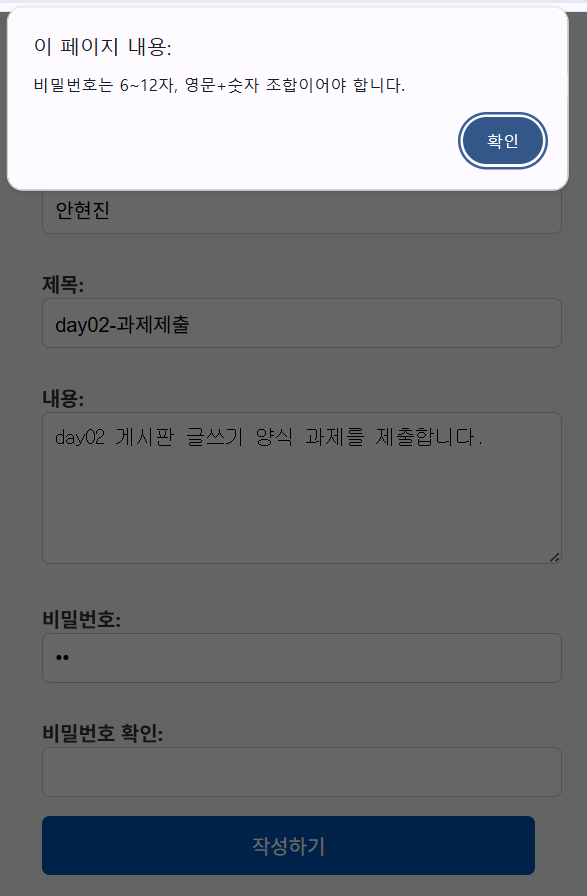 이 페이지 내용:
비밀번호는 6~12자, 영문+숫자 조합이어야 합니다.
확인
안현진
제목:
day02-과제제출
내용:
day02 게시판 글쓰기 양식 과제를 제출합니다.
비밀번호:
••
비밀번호 확인:
작성하기